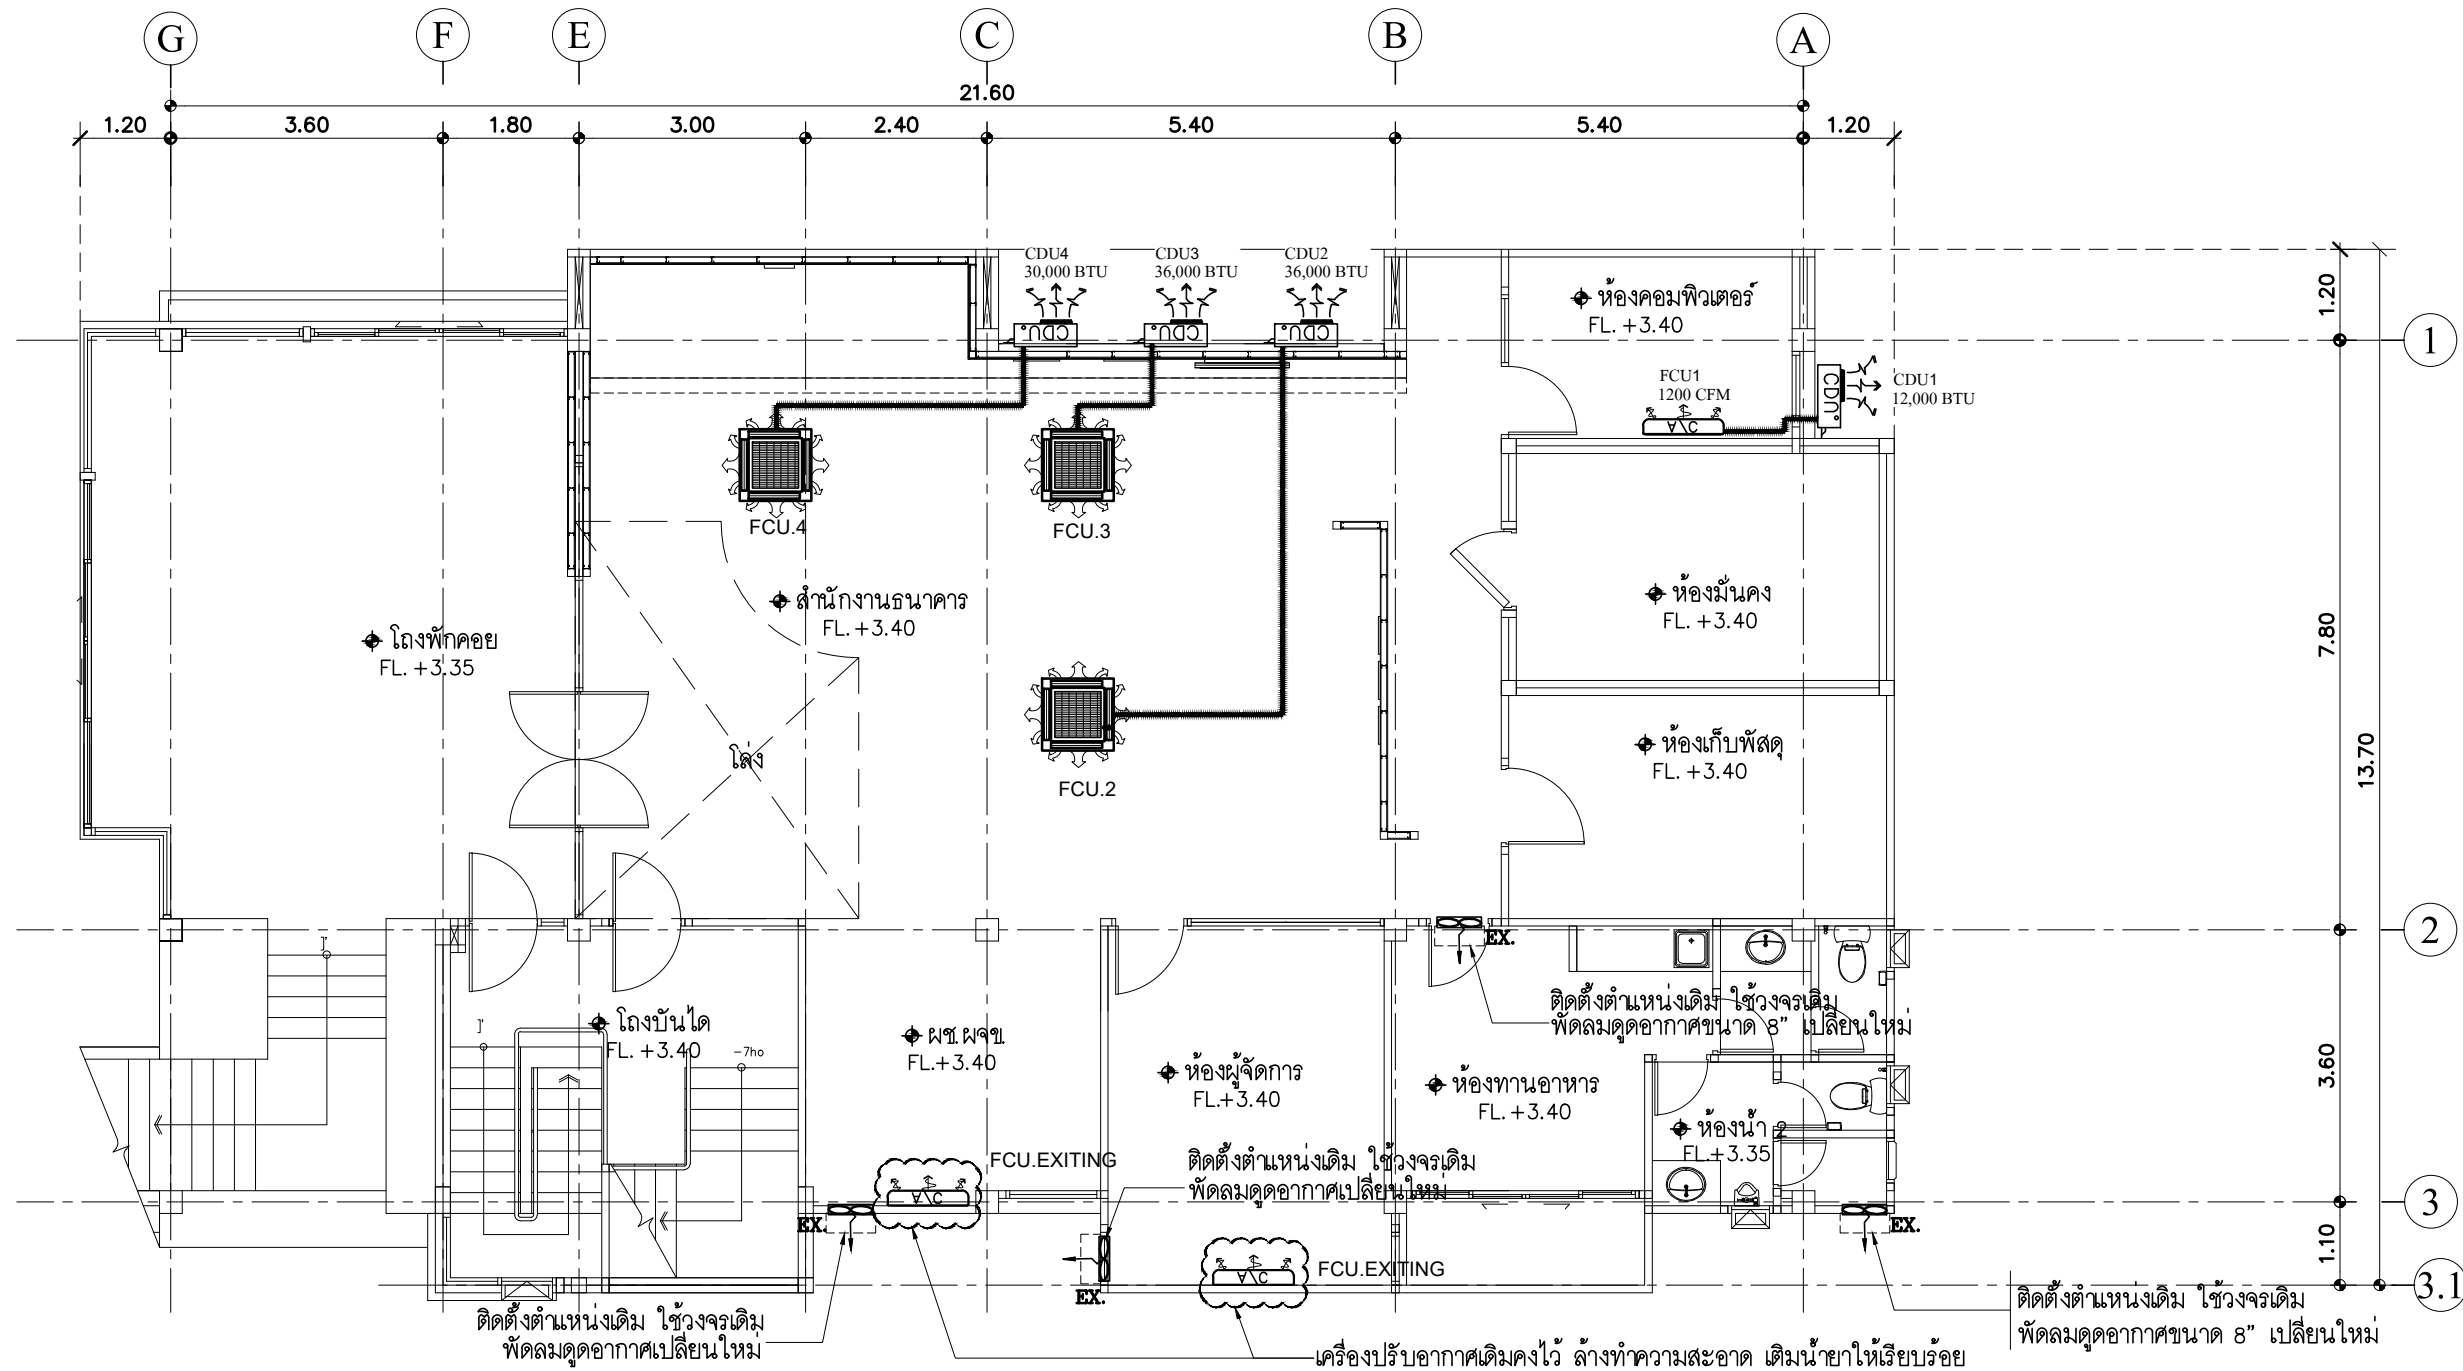 G
F
E
C
B
A
21.60
1.20
3.60
1.80
3.00
2.40
5.40
5.40
1.20
CDU4
30,000 BTU
CDU3
36,000 BTU
CDU2
36,000 BTU
CDU
CDU
CDU
ห้องคอมพิวเตอร์
FL. +3.40
1.20
1
FCU1
1200 CFM
A/C
CDU
CDU1
12,000 BTU
FCU.4
FCU.3
สำนักงานธนาคาร
FL. +3.40
ห้องมั่นคง
FL. +3.40
โถงพักคอย
FL. +3.35
7.80
13.70
โล่ง
FCU.2
ห้องเก็บพัสดุ
FL. +3.40
2
EX.
ติดตั้งตำแหน่งเดิม ใช้วงจรเดิม
พัดลมดูดอากาศขนาด 8" เปลี่ยนใหม่
โถงบันได
FL. +3.40
-7ho
ผช.ผจข.
FL.+3.40
ห้องผู้จัดการ
FL.+3.40
ห้องทานอาหาร
FL. +3.40
3.60
ห้องน้ำ 2
FL.+3.35
FCU.EXITING
A/C
ติดตั้งตำแหน่งเดิม ใช้วงจรเดิม
พัดลมดูดอากาศเปลี่ยนใหม่
3
EX.
EX.
1.10
FCU.EXITING
A/C
EX.
3.1
ติดตั้งตำแหน่งเดิม ใช้วงจรเดิม
พัดลมดูดอากาศเปลี่ยนใหม่
ติดตั้งตำแหน่งเดิม ใช้วงจรเดิม
พัดลมดูดอากาศขนาด 8" เปลี่ยนใหม่
เครื่องปรับอากาศเดิมคงไว้ ล้างทำความสะอาด เติมน้ำยาให้เรียบร้อย